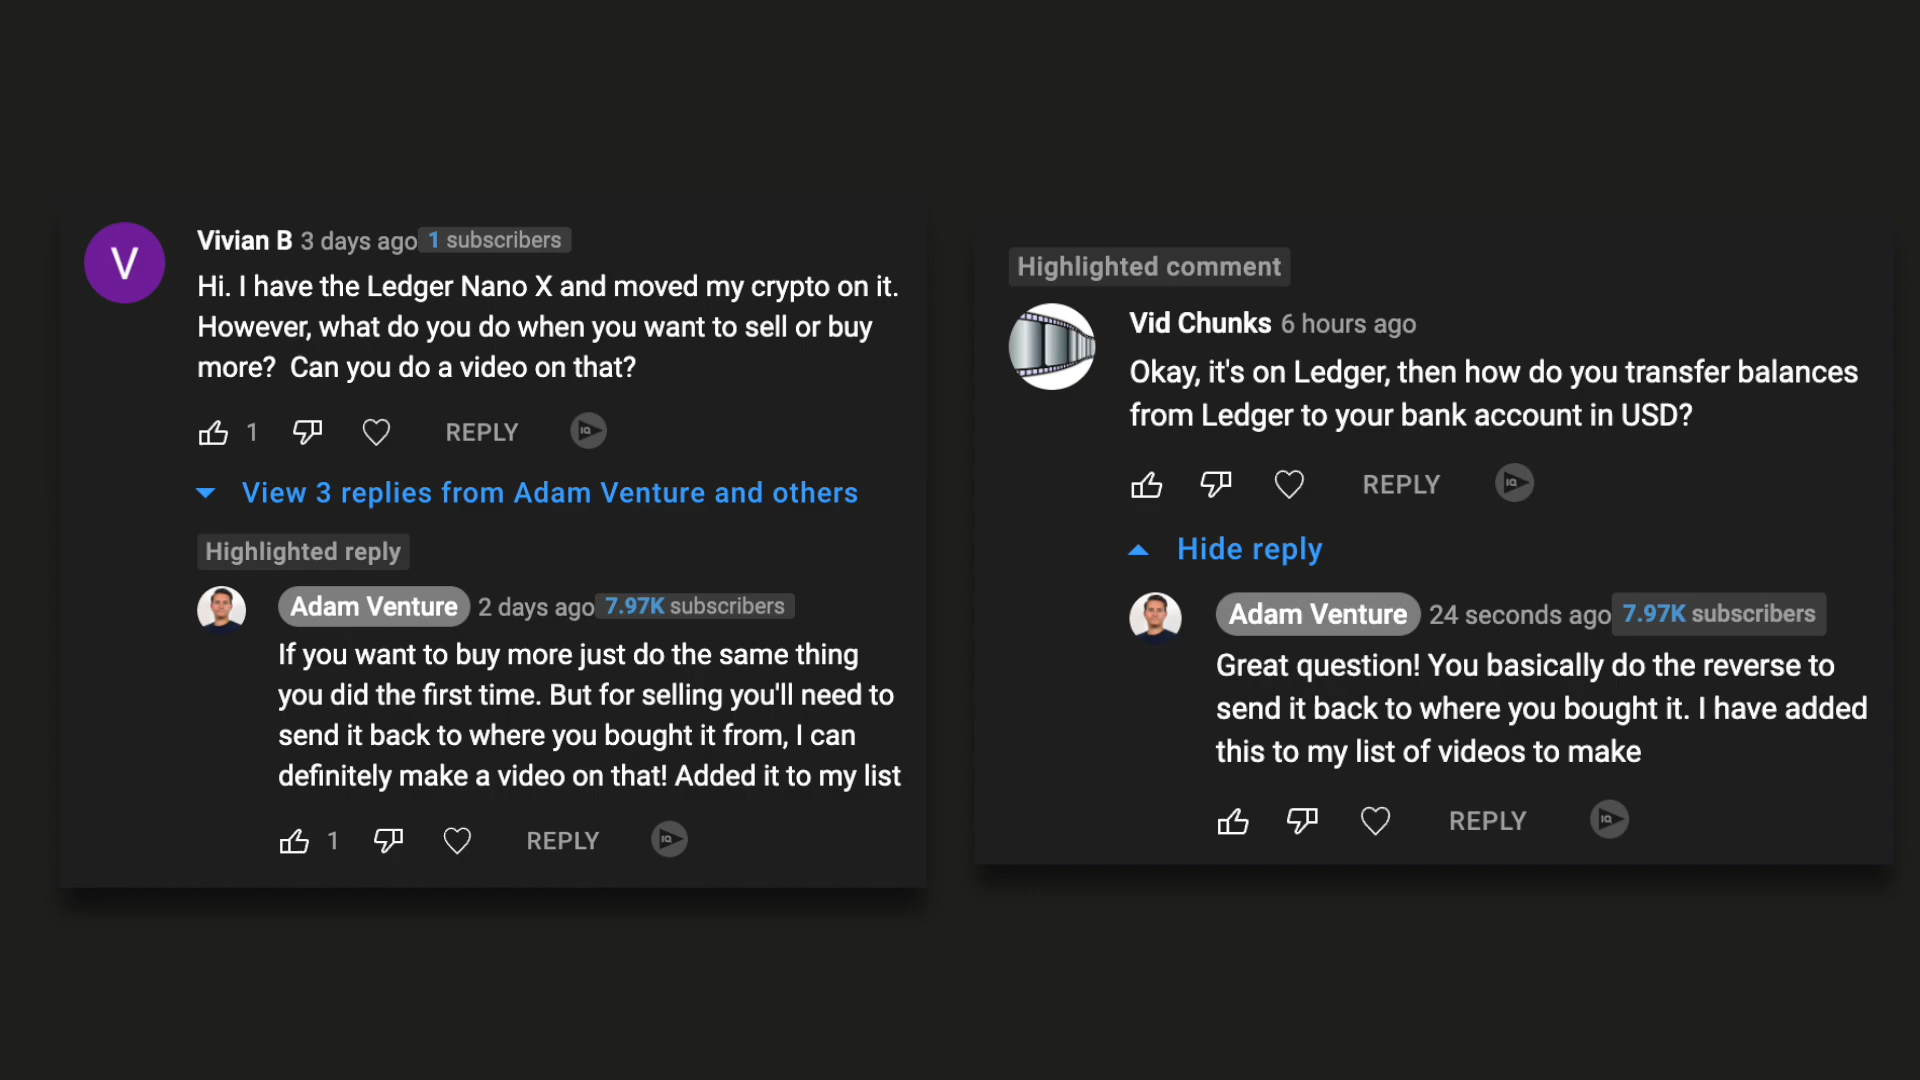 V
Vivian B 3 days ago 1 subscribers
Hi. I have the Ledger Nano X and moved my crypto on it.
However, what do you do when you want to sell or buy
more?  Can you do a video on that?
1 REPLY IQ
View 3 replies from Adam Venture and others
Highlighted reply
Adam Venture 2 days ago 7.97K subscribers
If you want to buy more just do the same thing
you did the first time. But for selling you'll need to
send it back to where you bought it from, I can
definitely make a video on that! Added it to my list
1 REPLY IQ
Highlighted comment
Vid Chunks 6 hours ago
Okay, it's on Ledger, then how do you transfer balances
from Ledger to your bank account in USD?
REPLY IQ
Hide reply
Adam Venture 24 seconds ago 7.97K subscribers
Great question! You basically do the reverse to
send it back to where you bought it. I have added
this to my list of videos to make
REPLY IQ